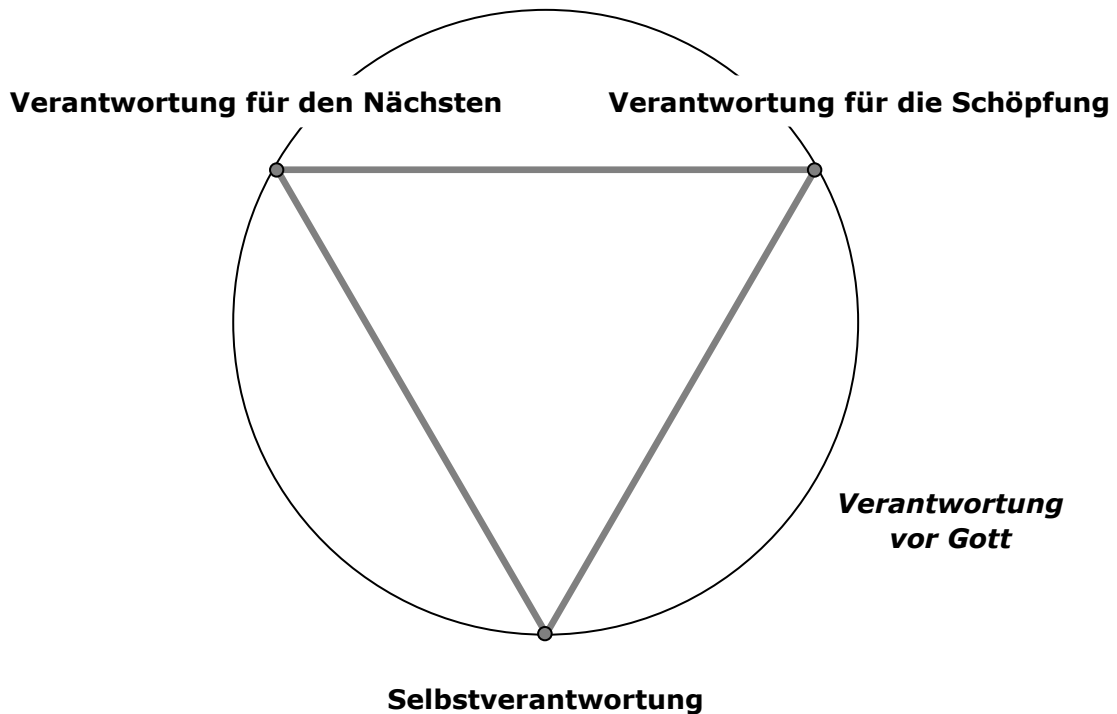 Verantwortung für den Nächsten
Verantwortung für die Schöpfung
Verantwortung
vor Gott
Selbstverantwortung